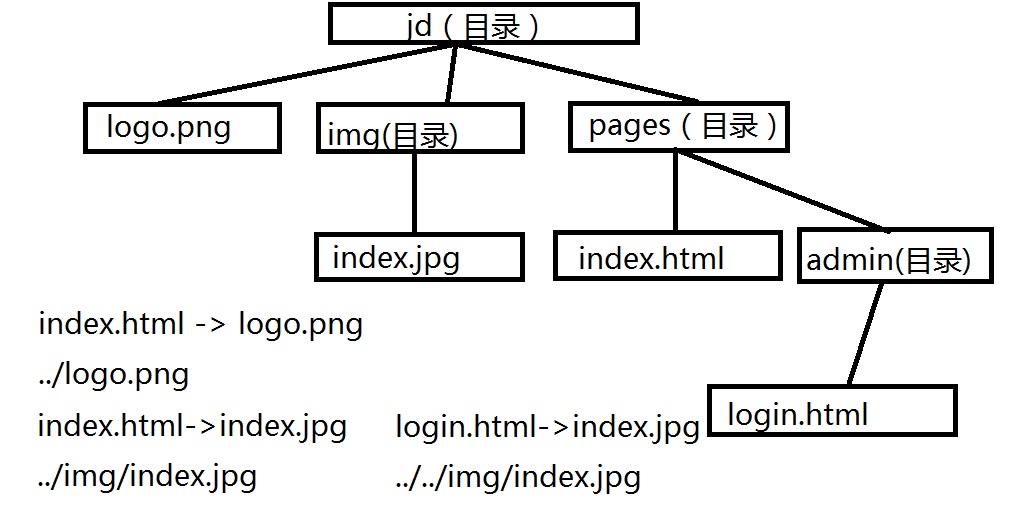 jd（目录）
logo.png
img(目录)
pages（目录）
index.jpg
index.html
admin(目录)
index.html -> logo.png
../logo.png
login.html
index.html->index.jpg
login.html->index.jpg
../img/index.jpg
../../img/index.jpg